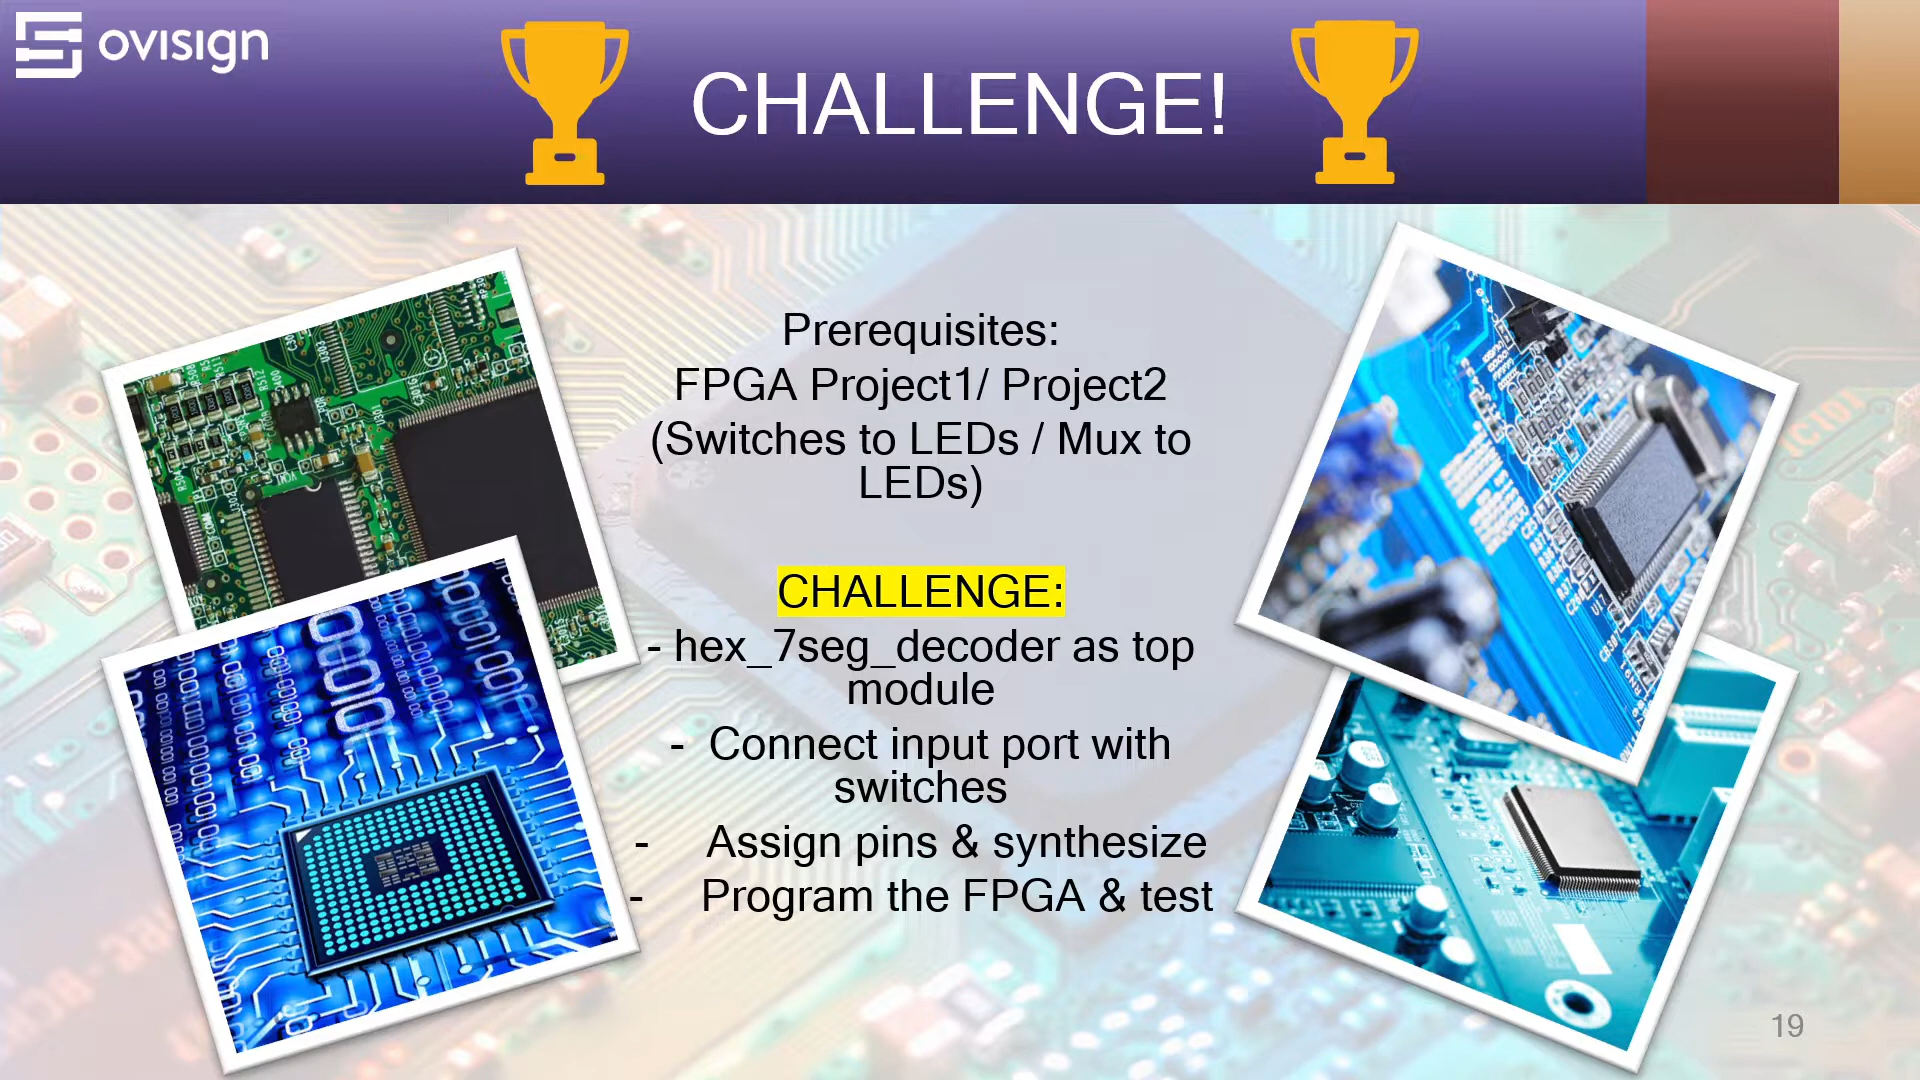 ovisign
CHALLENGE!
Prerequisites:
FPGA Project1/ Project2
(Switches to LEDs / Mux to
LEDs)
CHALLENGE:
- hex_7seg_decoder as top
module
- Connect input port with
switches
- Assign pins & synthesize
- Program the FPGA & test
19